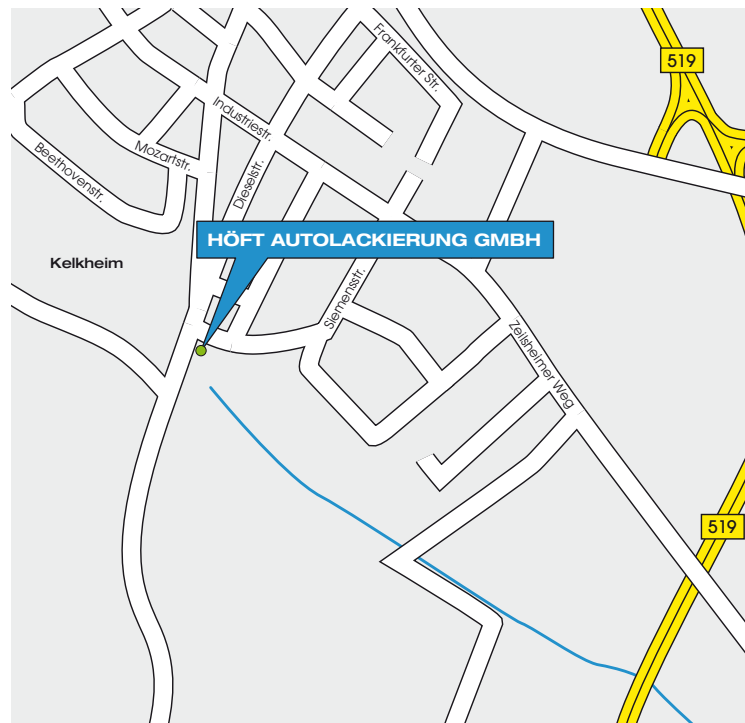 Frankfurter Str.
519
Industriestr.
Mozartstr.
Beethovenstr.
Dieselstr.
HÖFT AUTOLACKIERUNG GMBH
Kelkheim
Siemensstr.
Zeilsheimer Weg
519